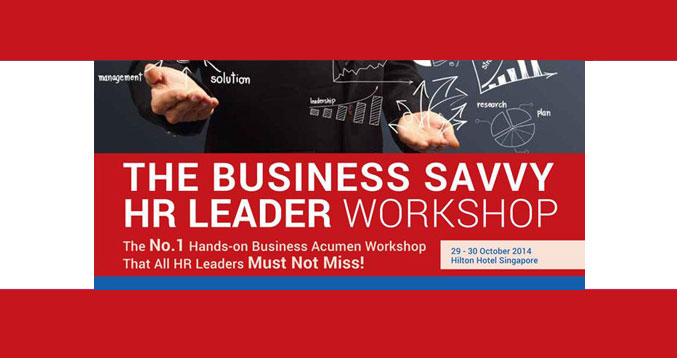 management
solution
leadership
research
plan
THE BUSINESS SAVVY
HR LEADER WORKSHOP
The No.1 Hands-on Business Acumen Workshop
That All HR Leaders Must Not Miss!
29 - 30 October 2014
Hilton Hotel Singapore